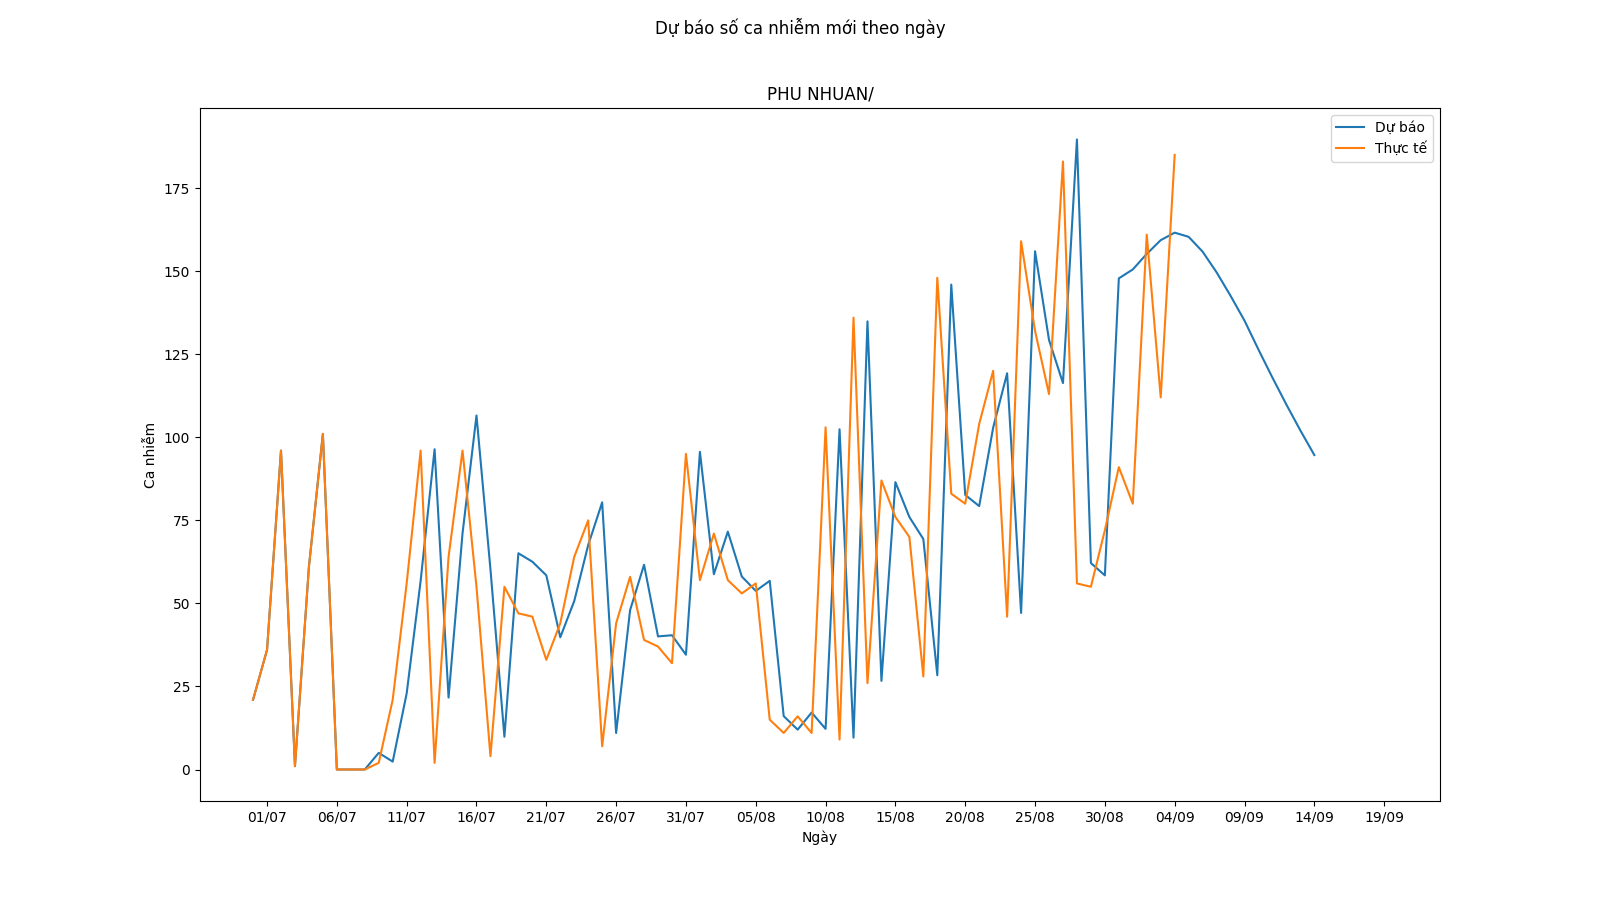 Dự báo số ca nhiễm mới theo ngày
PHU NHUAN/
Dự báo
Thực tế
175
150
125
100
75
50
25
0
Ca nhiễm
01/07 06/07 11/07 16/07 21/07 26/07 31/07 05/08 10/08 15/08 20/08 25/08 30/08 04/09 09/09 14/09 19/09
Ngày